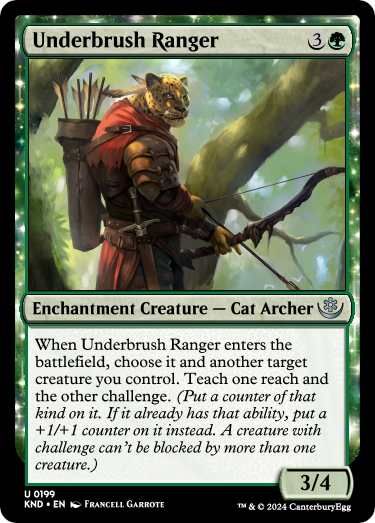 Underbrush Ranger 3
Enchantment Creature — Cat Archer
When Underbrush Ranger enters the
battlefield, choose it and another target
creature you control. Teach one reach and
the other challenge. (Put a counter of that
kind on it. If it already has that ability, put a
+1/+1 counter on it instead. A creature with
challenge can't be blocked by more than one
creature.)
3/4
U 0199
KND • EN Francell Garrote
™ & © 2024 CanterburyEgg